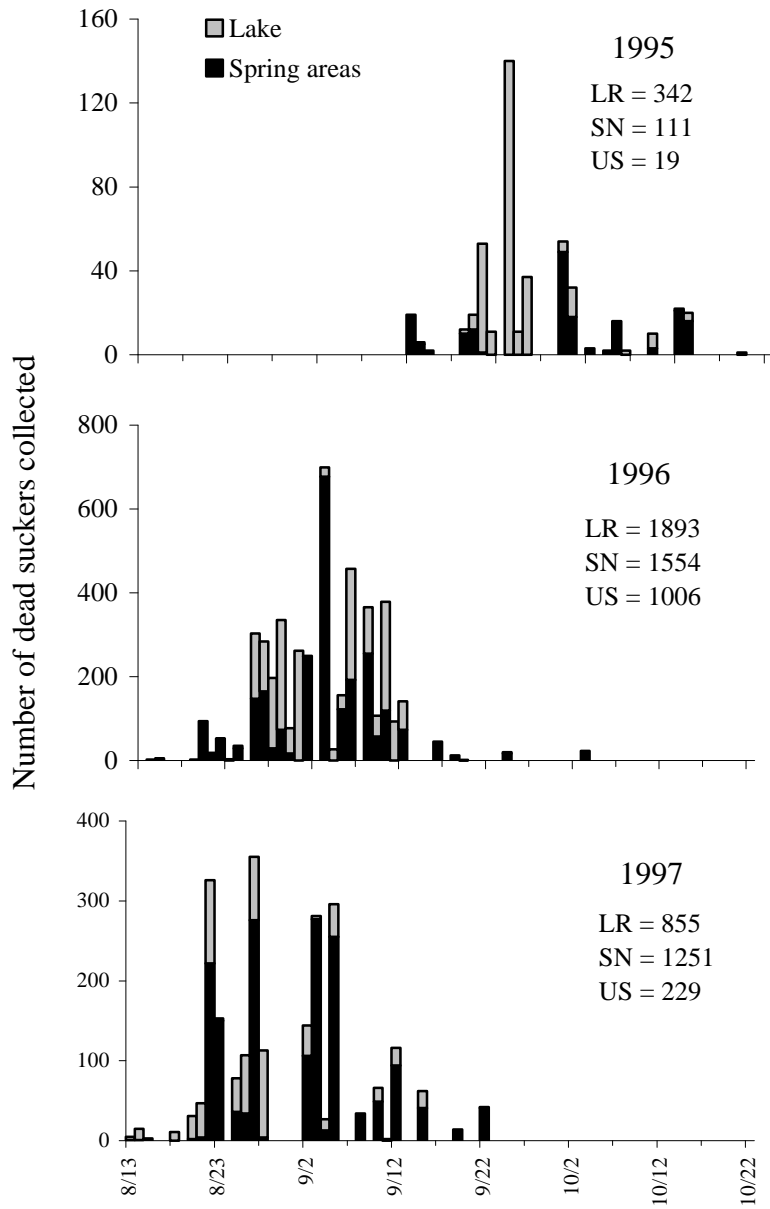 Number of dead suckers collected
Lake
Spring areas
1995
LR = 342
SN = 111
US = 19
160
120
80
40
0
1996
LR = 1893
SN = 1554
US = 1006
800
600
400
200
0
1997
LR = 855
SN = 1251
US = 229
400
300
200
100
0
8/13
8/23
9/2
9/12
9/22
10/2
10/12
10/22